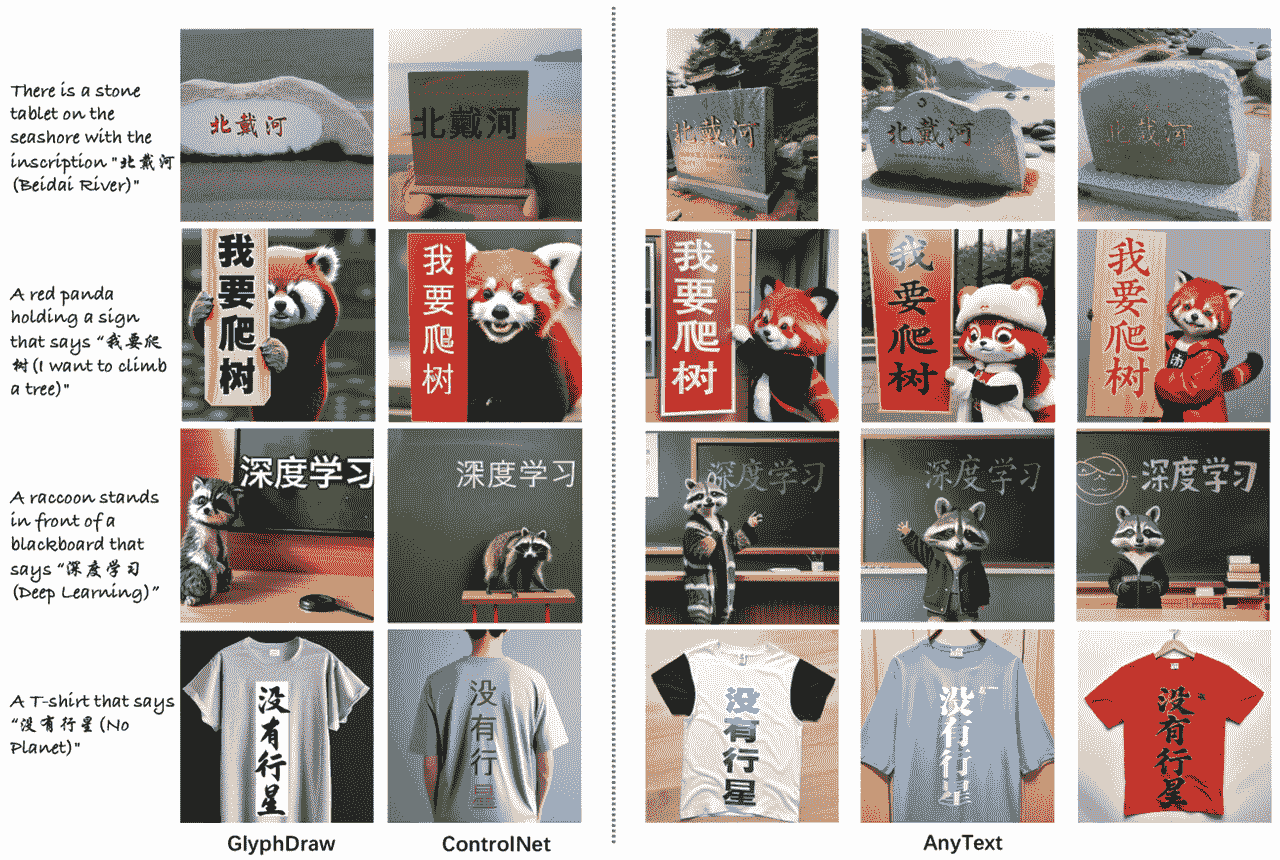 There is a stone
tablet on the
seashore with the
inscription "北戴河
(Beidai River)"
北戴河
北戴河
北戴河
北戴河
北戴河
A red panda
holding a sign
that says "我要爬
树(I want to climb
a tree)"
我要爬树
我要爬树
我要爬树
我要爬树
我要爬树
A raccoon stands
in front of a
blackboard that
says "深度学习
(Deep Learning)"
深度学习
深度学习
深度学习
深度学习
深度学习
A T-shirt that says
"没有行星(No
Planet)"
没有行星
没有行星
没有行星
没有行星
没有行星
GlyphDraw
ControlNet
AnyText